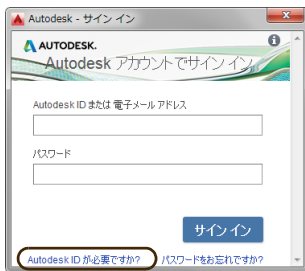 Autodesk - サイン イン
AUTODESK.
Autodesk アカウントでサイン イン
Autodesk ID または 電子メール アドレス
パスワード
サイン イン
Autodesk ID が必要ですか? パスワードをお忘れですか?